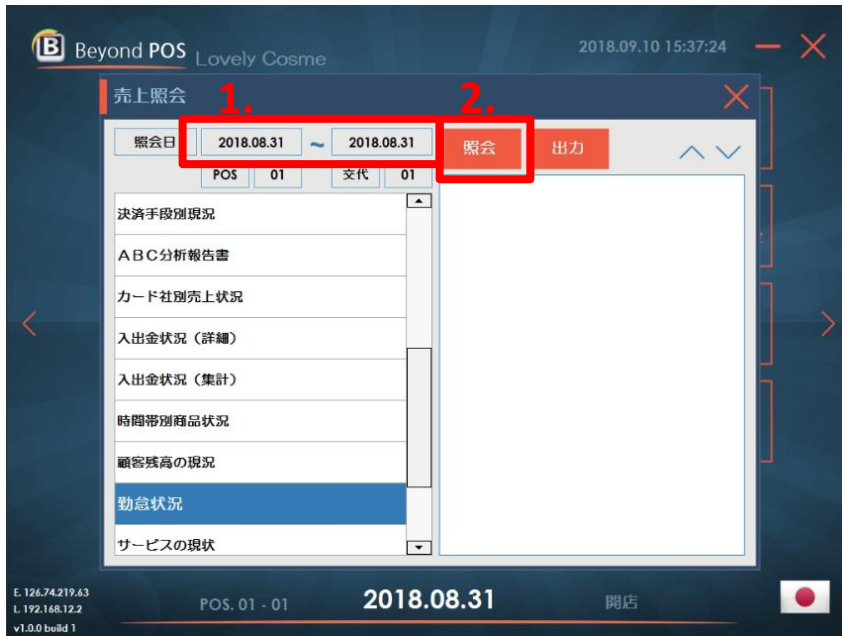 B Beyond POS Lovely Cosme 2018.09.10 15:37:24
売上照会
1. 2.
照会日 2018.08.31 ~ 2018.08.31 照会 出力
POS 01 交代 01
決済手段別現況
ABC分析報告書
カード社別売上状況
入出金状況(詳細)
入出金状況(集計)
時間帯別商品状況
顧客残高の現況
勤怠状況
サービスの現状
E. 126.74.219.63
L. 192.168.12.2
v1.0.0 build 1
POS. 01 - 01 2018.08.31 開店